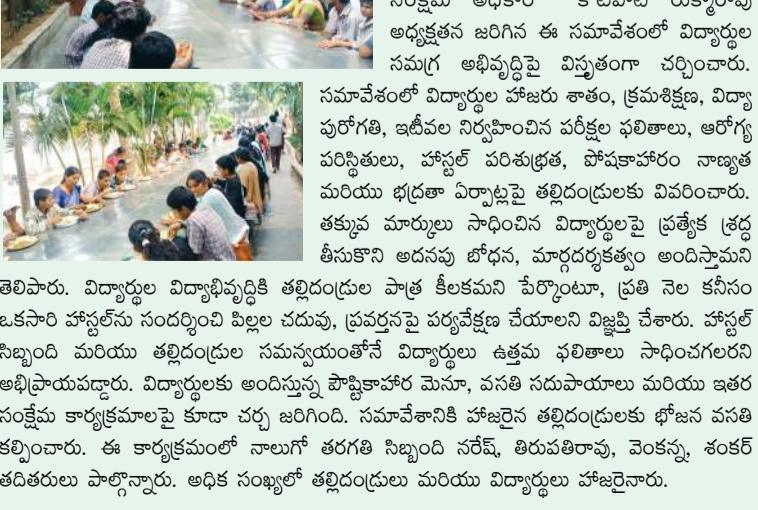 అధ్యక్షతన జరిగిన ఈ సమావేశంలో విద్యార్థుల
సమగ్ర అభివృద్ధిపై విస్తృతంగా చర్చించారు.
సమావేశంలో విద్యార్థుల హాజరు శాతం, క్రమశిక్షణ, విద్యా
పురోగతి, ఇటీవల నిర్వహించిన పరీక్షల ఫలితాలు, ఆరోగ్య
పరిస్థితులు, హాస్టల్ పరిశుభ్రత, పోషకాహారం నాణ్యత
మరియు భద్రతా ఏర్పాట్లపై తల్లిదండ్రులకు వివరించారు.
తక్కువ మార్కులు సాధించిన విద్యార్థులపై ప్రత్యేక శ్రద్ధ
తీసుకొని అదనపు బోధన, మార్గదర్శకత్వం అందిస్తామని
తెలిపారు. విద్యార్థుల విద్యాభివృద్ధికి తల్లిదండ్రుల పాత్ర కీలకమని పేర్కొంటూ, ప్రతి నెల కనీసం
ఒకసారి హాస్టల్‌ను సందర్శించి పిల్లల చదువు, ప్రవర్తనపై పర్యవేక్షణ చేయాలని విజ్ఞప్తి చేశారు. హాస్టల్
సిబ్బంది మరియు తల్లిదండ్రుల సమన్వయంతోనే విద్యార్థులు ఉత్తమ ఫలితాలు సాధించగలరని
అభిప్రాయపడ్డారు. విద్యార్థులకు అందిస్తున్న పౌష్టికాహార మెనూ, వసతి సదుపాయాలు మరియు ఇతర
సంక్షేమ కార్యక్రమాలపై కూడా చర్చ జరిగింది. సమావేశానికి హాజరైన తల్లిదండ్రులకు భోజన వసతి
కల్పించారు. ఈ కార్యక్రమంలో నాలుగో తరగతి సిబ్బంది నరేష్, తిరుపతిరావు, వెంకన్న, శంకర్
తదితరులు పాల్గొన్నారు. అధిక సంఖ్యలో తల్లిదండ్రులు మరియు విద్యార్థులు హాజరైనారు.